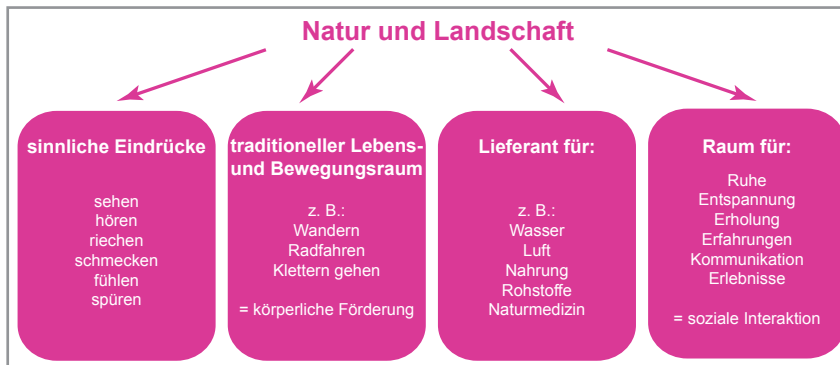 Natur und Landschaft
sinnliche Eindrücke
sehen
hören
riechen
schmecken
fühlen
spüren
traditioneller Lebens-
und Bewegungsraum
z. B.:
Wandern
Radfahren
Klettern gehen
= körperliche Förderung
Lieferant für:
z. B.:
Wasser
Luft
Nahrung
Rohstoffe
Naturmedizin
Raum für:
Ruhe
Entspannung
Erholung
Erfahrungen
Kommunikation
Erlebnisse
= soziale Interaktion